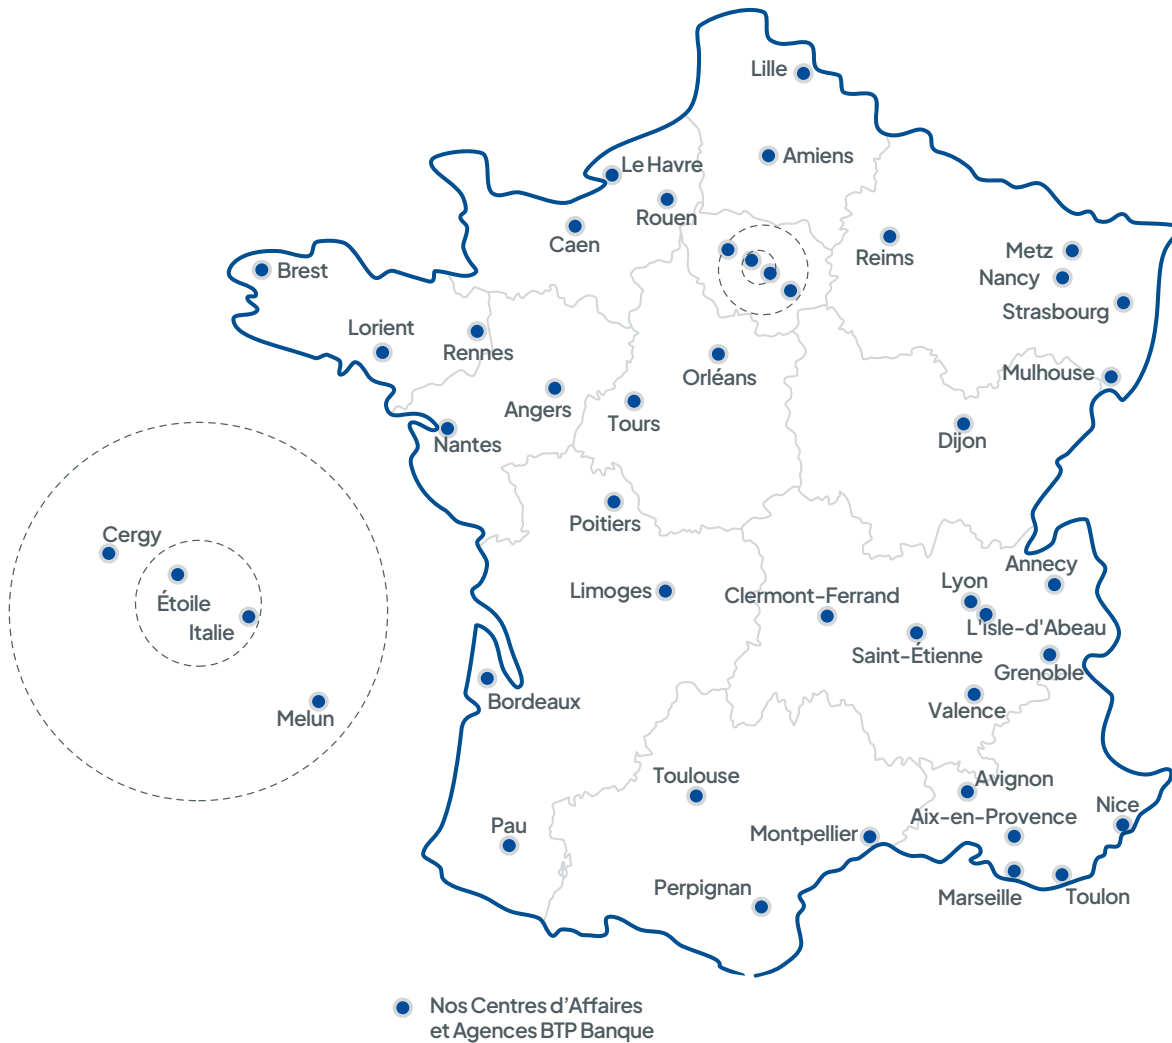 Lille
Amiens
Le Havre
Rouen
Caen
Reims
Metz
Nancy
Strasbourg
Brest
Lorient
Rennes
Orléans
Mulhouse
Angers
Tours
Nantes
Dijon
Poitiers
Cergy
Étoile
Italie
Melun
Limoges
Clermont-Ferrand
Lyon
Annecy
L'isle-d'Abeau
Saint-Étienne
Grenoble
Bordeaux
Valence
Toulouse
Avignon
Aix-en-Provence
Nice
Pau
Montpellier
Perpignan
Marseille
Toulon
Nos Centres d'Affaires
et Agences BTP Banque